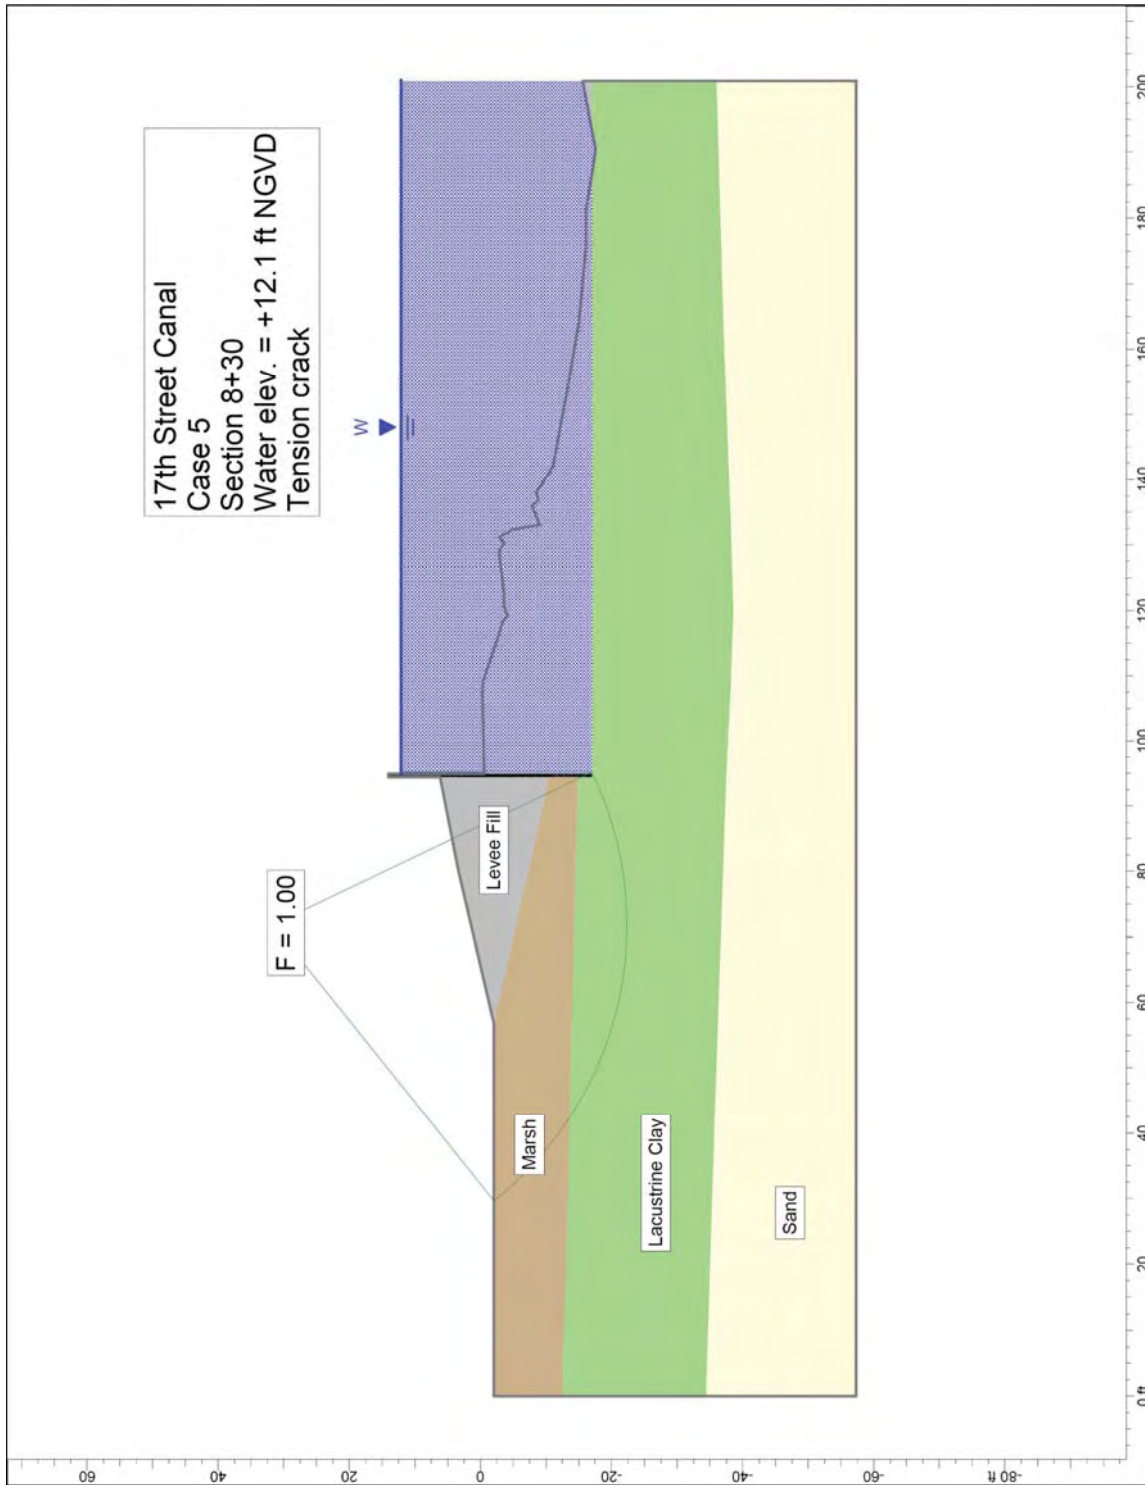 17th Street Canal
Case 5
Section 8+30
Water elev. = +12.1 ft NGVD
Tension crack
W
F = 1.00
Levee Fill
Marsh
Lacustrine Clay
Sand
60
40
20
0
-20
-40
-60
-80 ft
0 ft
20
40
60
80
100
120
140
160
180
200